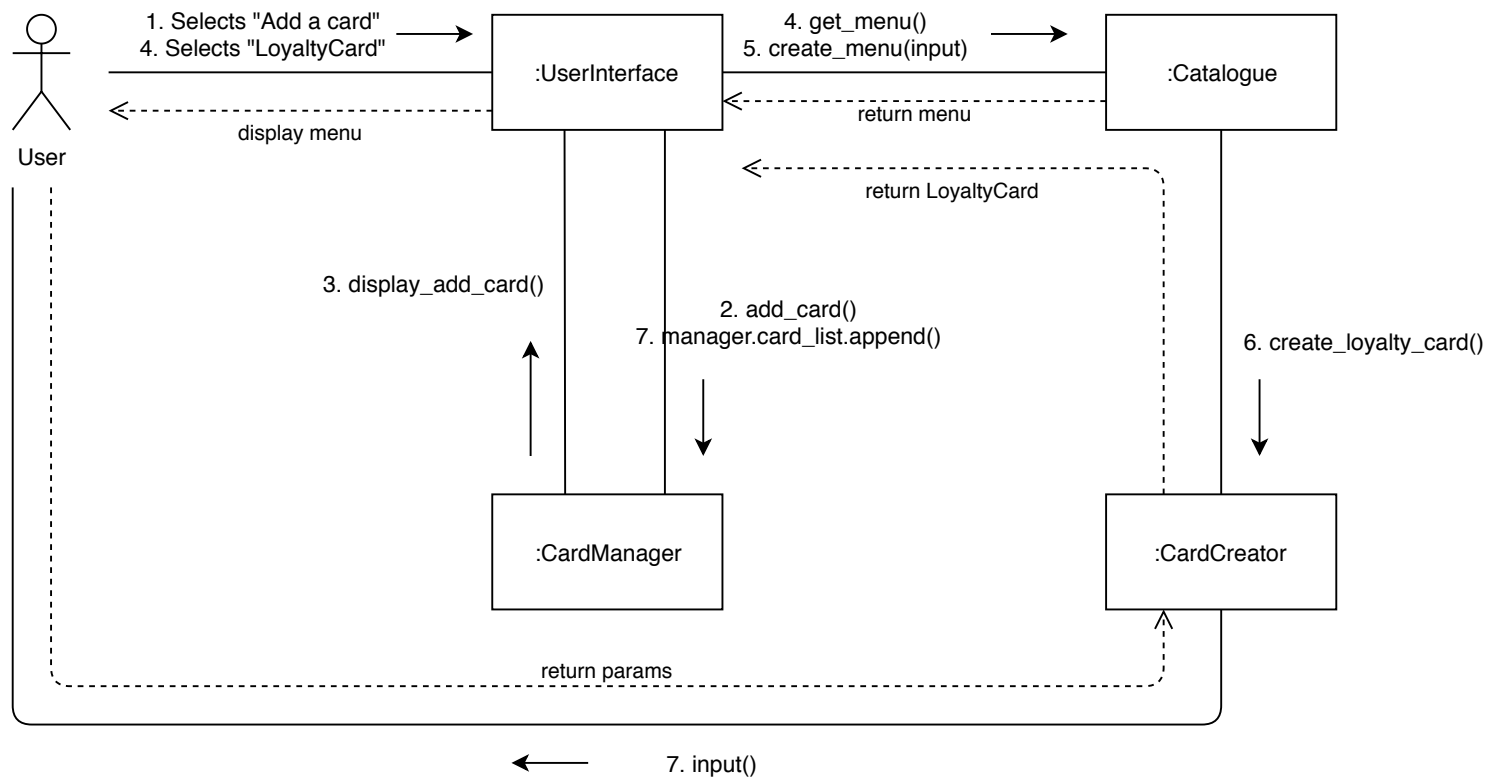 1. Selects "Add a card"
4. Selects "LoyaltyCard"
4. get_menu()
5. create_menu(input)
:UserInterface
:Catalogue
display menu
return menu
User
return LoyaltyCard
3. display_add_card()
2. add_card()
7. manager.card_list.append()
6. create_loyalty_card()
:CardManager
:CardCreator
return params
7. input()